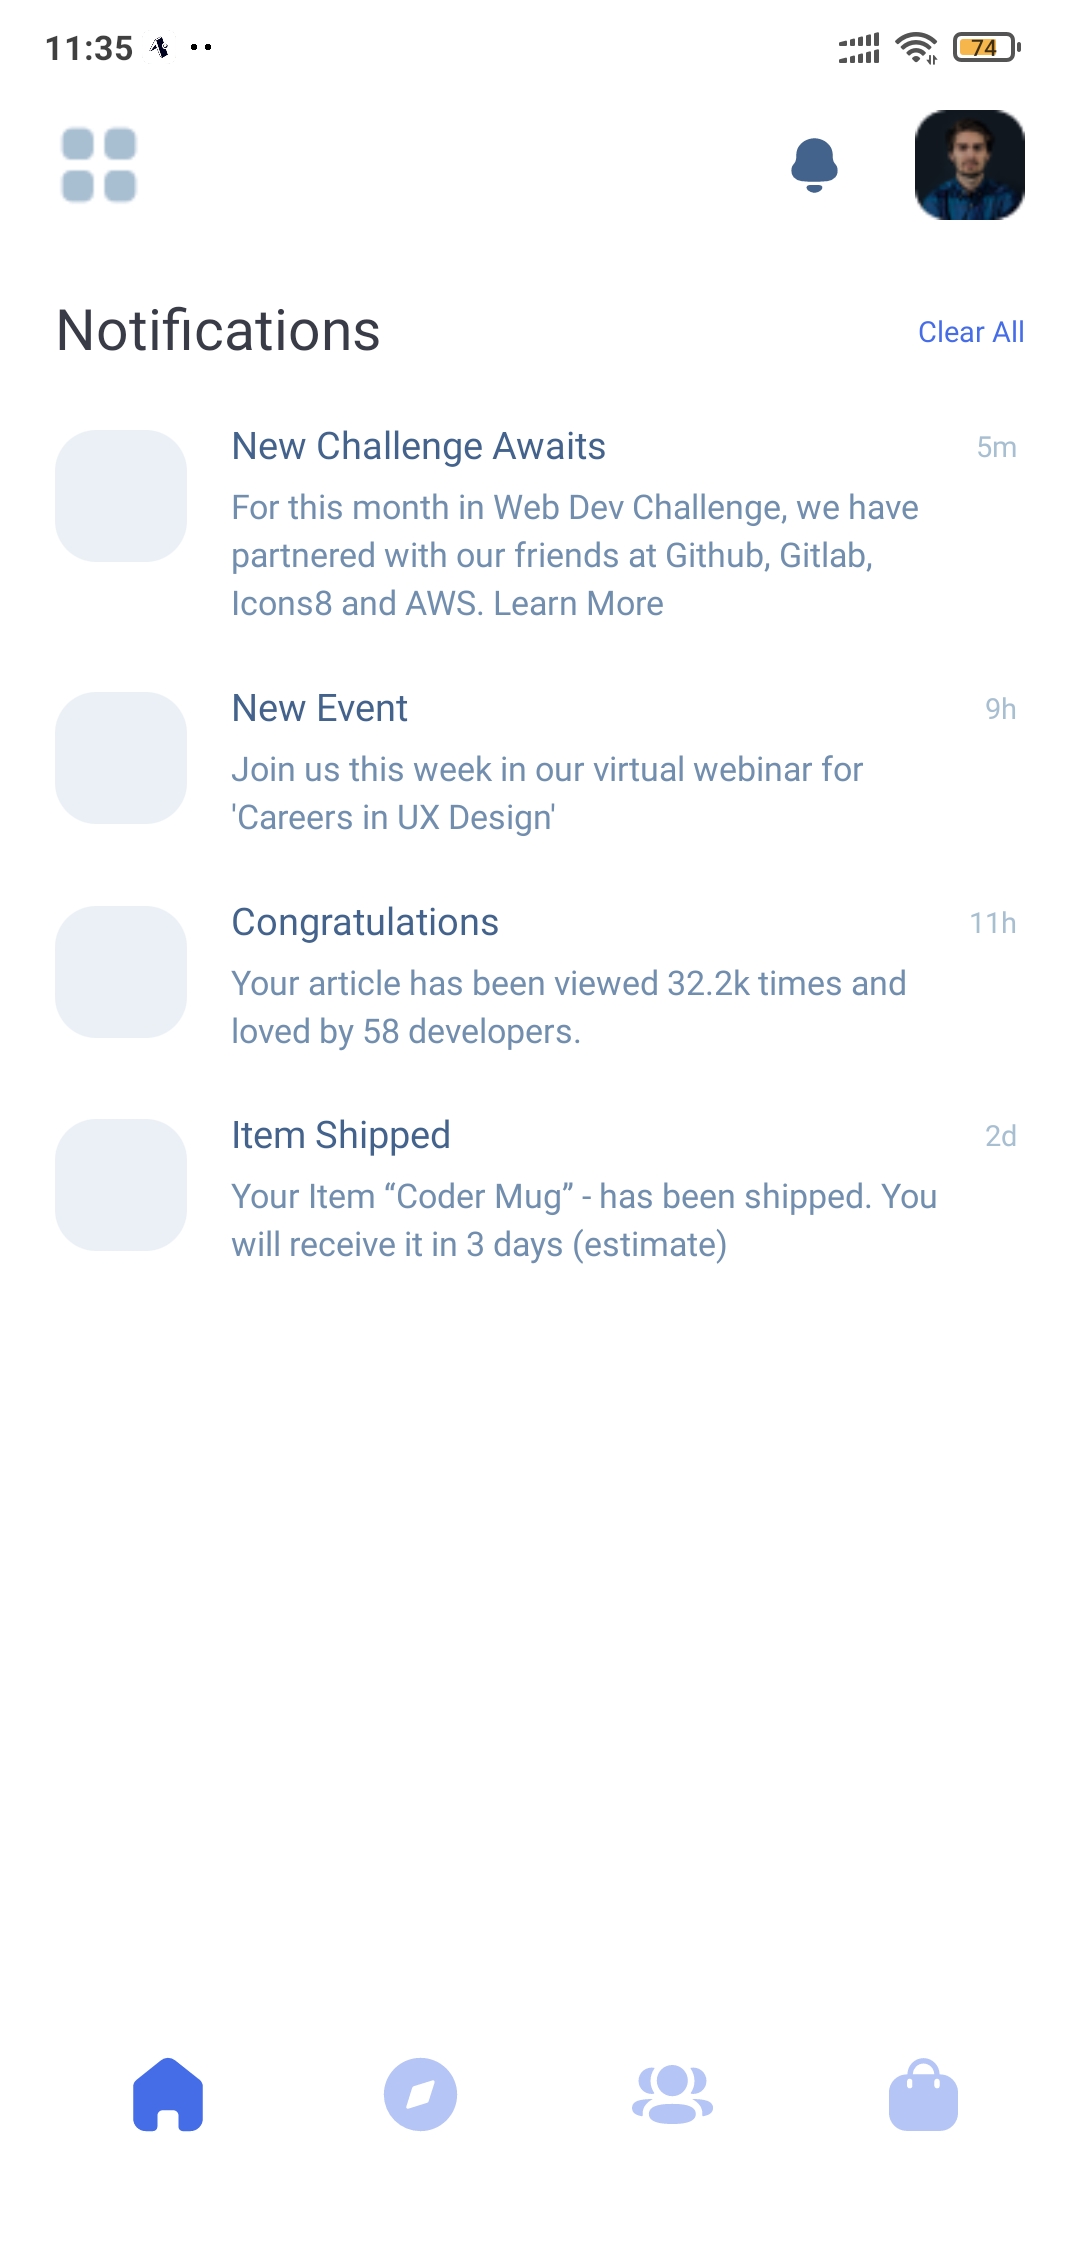 11:35
74
Notifications
Clear All
New Challenge Awaits
5m
For this month in Web Dev Challenge, we have
partnered with our friends at Github, Gitlab,
Icons8 and AWS. Learn More
New Event
9h
Join us this week in our virtual webinar for
'Careers in UX Design'
Congratulations
11h
Your article has been viewed 32.2k times and
loved by 58 developers.
Item Shipped
2d
Your Item “Coder Mug” - has been shipped. You
will receive it in 3 days (estimate)